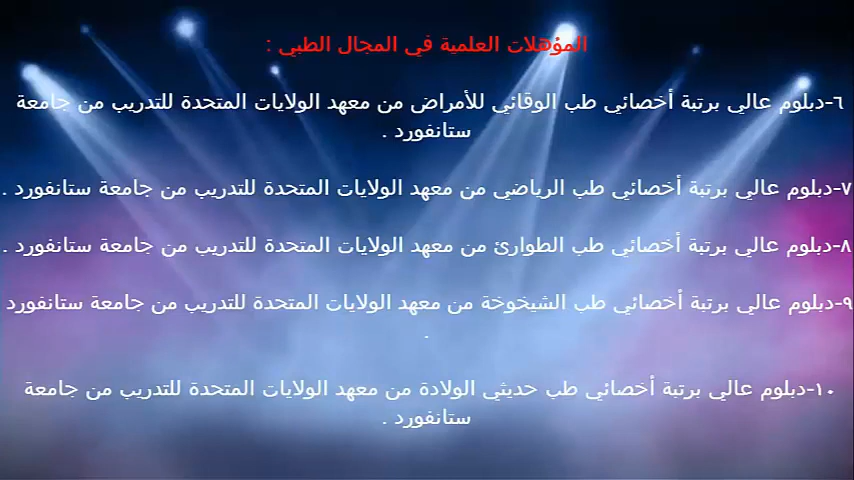 المؤهلات العلمية في المجال الطبي :
٦-دبلوم عالي برتبة أخصائي طب الوقائي للأمراض من معهد الولايات المتحدة للتدريب من جامعة
ستانفورد .
٧-دبلوم عالي برتبة أخصائي طب الرياضي من معهد الولايات المتحدة للتدريب من جامعة ستانفورد .
٨-دبلوم عالي برتبة أخصائي طب الطوارئ من معهد الولايات المتحدة للتدريب من جامعة ستانفورد .
٩-دبلوم عالي برتبة أخصائي طب الشيخوخة من معهد الولايات المتحدة للتدريب من جامعة ستانفورد
.
١٠-دبلوم عالي برتبة أخصائي طب حديثي الولادة من معهد الولايات المتحدة للتدريب من جامعة
ستانفورد .